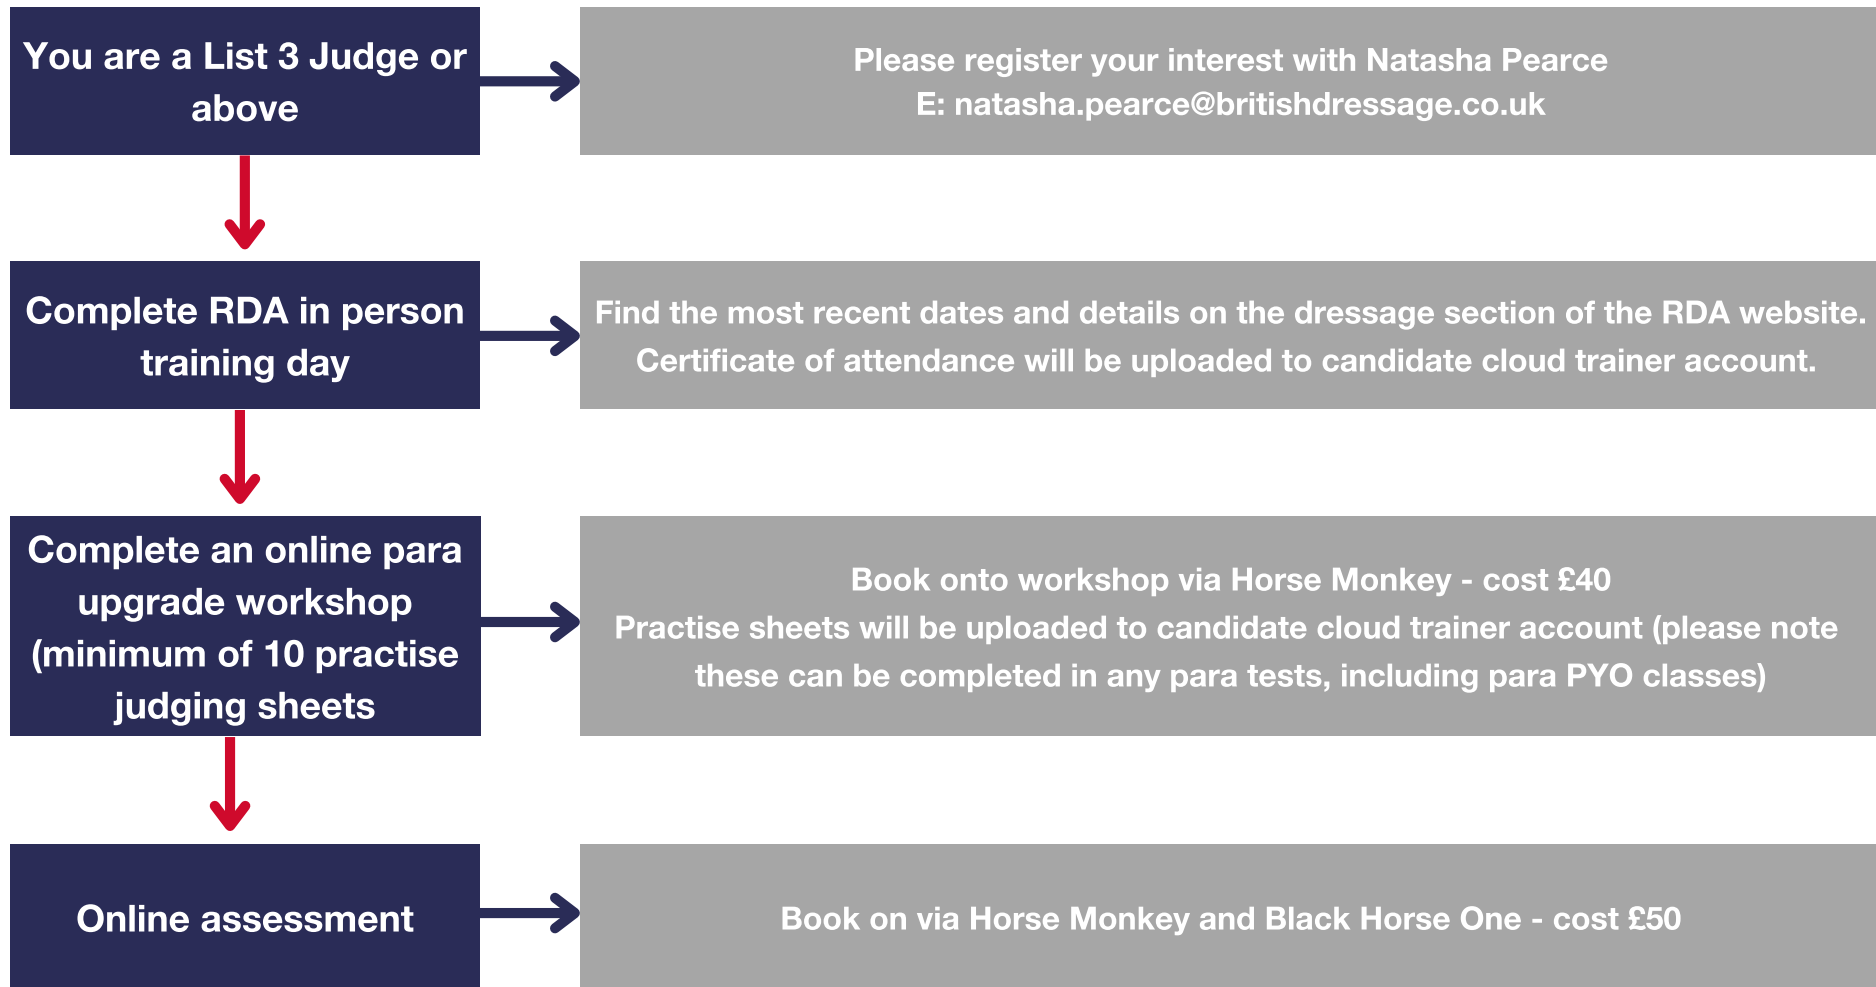 You are a List 3 Judge or
above
Please register your interest with Natasha Pearce
E: natasha.pearce@britishdressage.co.uk
Complete RDA in person
training day
Find the most recent dates and details on the dressage section of the RDA website.
Certificate of attendance will be uploaded to candidate cloud trainer account.
Complete an online para
upgrade workshop
(minimum of 10 practise
judging sheets
Book onto workshop via Horse Monkey - cost £40
Practise sheets will be uploaded to candidate cloud trainer account (please note
these can be completed in any para tests, including para PYO classes)
Online assessment
Book on via Horse Monkey and Black Horse One - cost £50